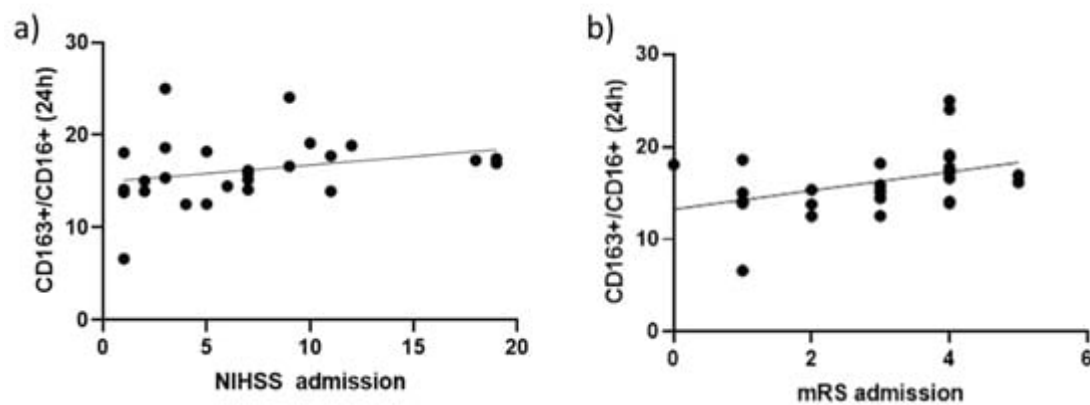 a)
CD163+/CD16+ (24h)
30
20
10
0
0 5 10 15 20
NIHSS admission
b)
CD163+/CD16+ (24h)
30
20
10
0
0 2 4 6
mRS admission